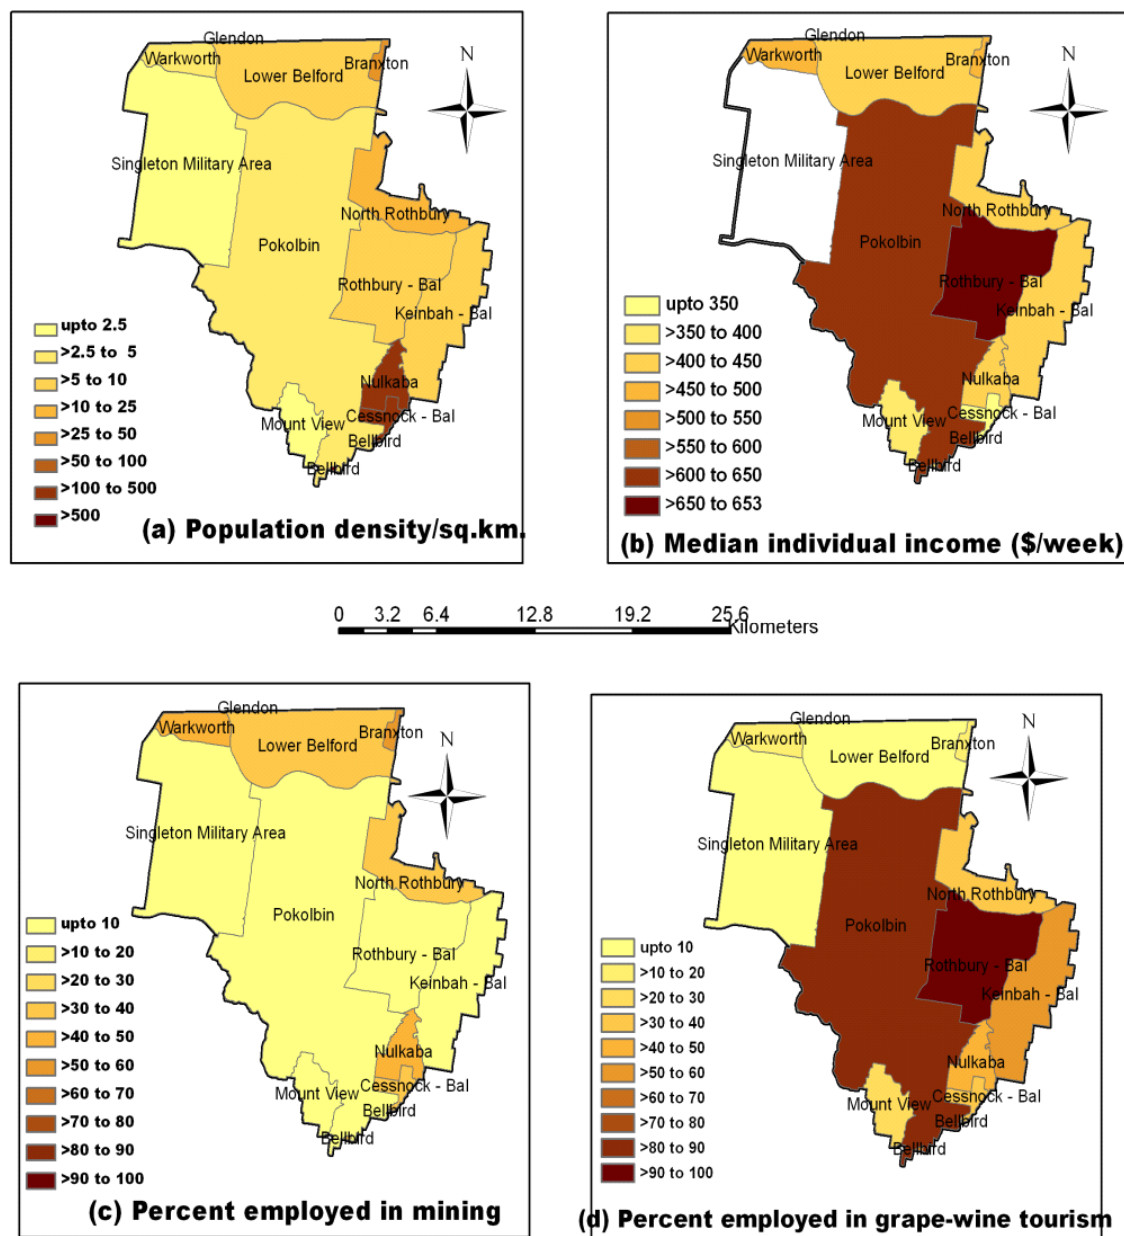 Glendon
Warkworth
Branxton
Lower Belford
N
Singleton Military Area
North Rothbury
Pokolbin
Rothbury - Bal
Keinbah - Bal
Nulkaba
Cessnock - Bal
Mount View
Bellbird
Bellbird
upto 2.5
>2.5 to 5
>5 to 10
>10 to 25
>25 to 50
>50 to 100
>100 to 500
>500
(a) Population density/sq.km.
Glendon
Warkworth
Branxton
Lower Belford
N
Singleton Military Area
North Rothbury
Pokolbin
Rothbury - Bal
Keinbah - Bal
Nulkaba
Cessnock - Bal
Mount View
Bellbird
Bellbird
upto 350
>350 to 400
>400 to 450
>450 to 500
>500 to 550
>550 to 600
>600 to 650
>650 to 653
(b) Median individual income ($/week)
0 3.2 6.4 12.8 19.2 25.6
Kilometers
Glendon
Warkworth
Branxton
Lower Belford
N
Singleton Military Area
North Rothbury
Pokolbin
Rothbury - Bal
Keinbah - Bal
Nulkaba
Cessnock - Bal
Mount View
Bellbird
Bellbird
upto 10
>10 to 20
>20 to 30
>30 to 40
>40 to 50
>50 to 60
>60 to 70
>70 to 80
>80 to 90
>90 to 100
(c) Percent employed in mining
Glendon
Warkworth
Branxton
Lower Belford
N
Singleton Military Area
North Rothbury
Pokolbin
Rothbury - Bal
Keinbah - Bal
Nulkaba
Cessnock - Bal
Mount View
Bellbird
Bellbird
upto 10
>10 to 20
>20 to 30
>30 to 40
>40 to 50
>50 to 60
>60 to 70
>70 to 80
>80 to 90
>90 to 100
(d) Percent employed in grape-wine tourism